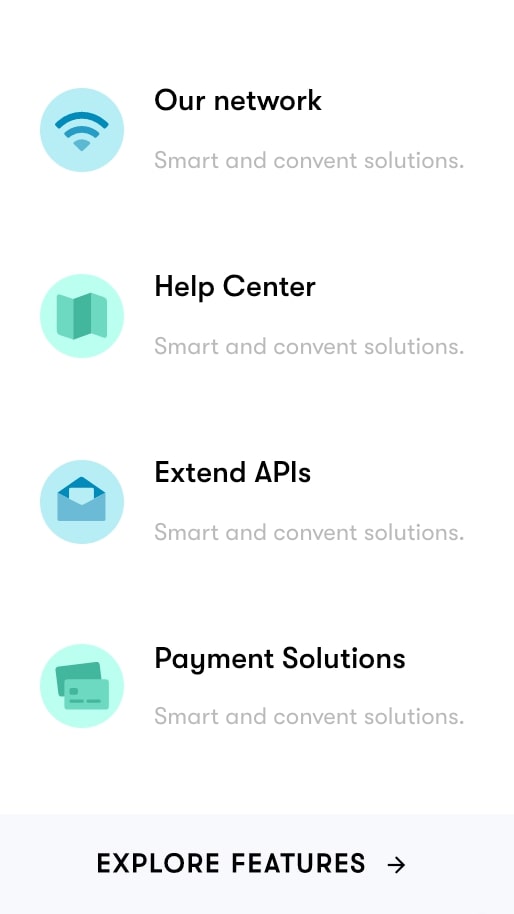 Our network
Smart and convent solutions.
Help Center
Smart and convent solutions.
Extend APIs
Smart and convent solutions.
Payment Solutions
Smart and convent solutions.
EXPLORE FEATURES →